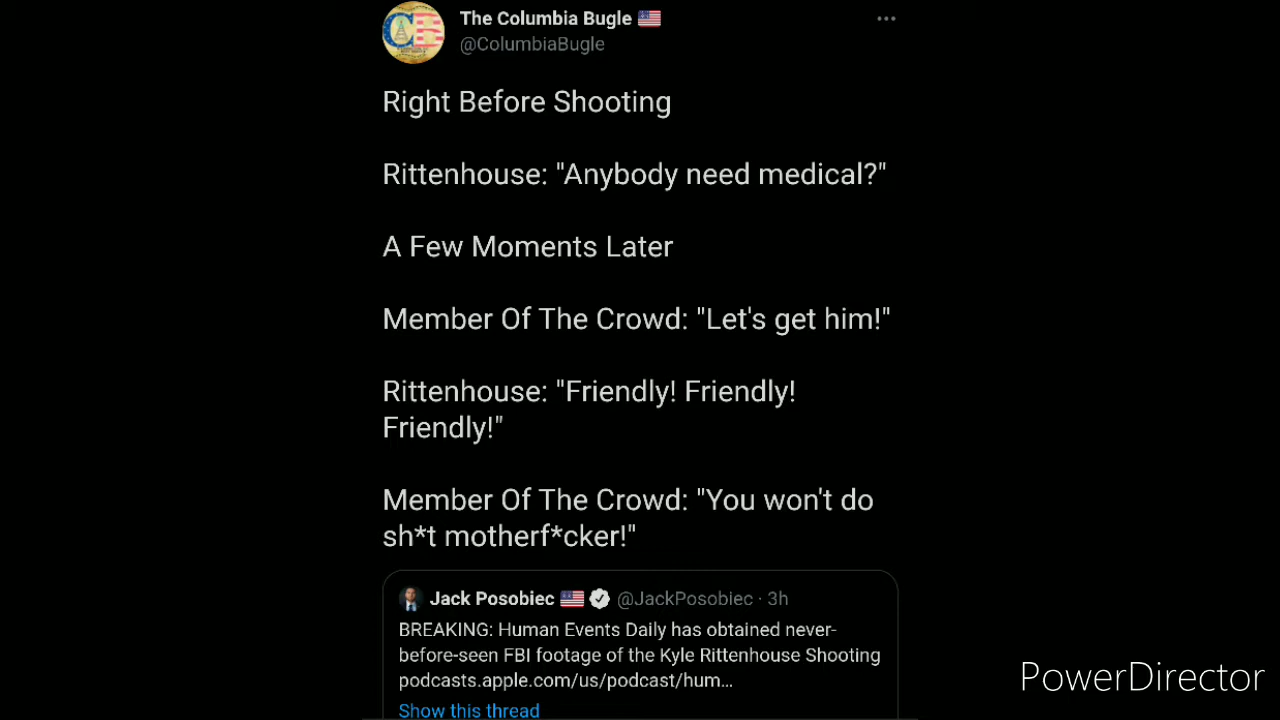 The Columbia Bugle 🇺🇸
@ColumbiaBugle
Right Before Shooting
Rittenhouse: "Anybody need medical?"
A Few Moments Later
Member Of The Crowd: "Let's get him!"
Rittenhouse: "Friendly! Friendly!
Friendly!"
Member Of The Crowd: "You won't do
sh*t motherf*cker!"
Jack Posobiec 🇺🇸 @JackPosobiec · 3h
BREAKING: Human Events Daily has obtained never-
before-seen FBI footage of the Kyle Rittenhouse Shooting
podcasts.apple.com/us/podcast/hum...
Show this thread
PowerDirector